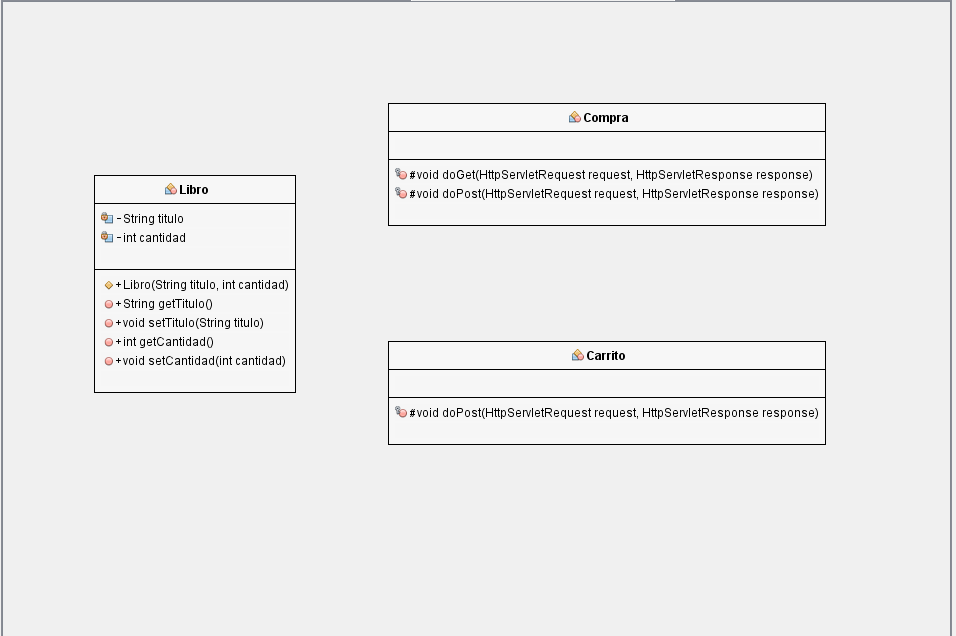 Libro
- String titulo
- int cantidad
+ Libro(String titulo, int cantidad)
+ String getTitulo()
+ void setTitulo(String titulo)
+ int getCantidad()
+ void setCantidad(int cantidad)
Compra
# void doGet(HttpServletRequest request, HttpServletResponse response)
# void doPost(HttpServletRequest request, HttpServletResponse response)
Carrito
# void doPost(HttpServletRequest request, HttpServletResponse response)